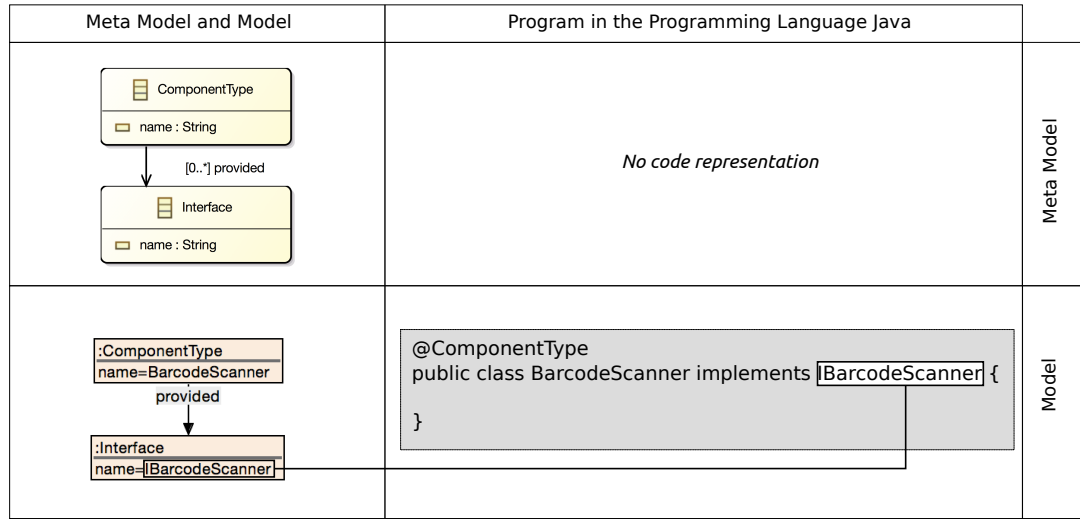 Meta Model and Model
Program in the Programming Language Java
ComponentType
name : String
[0..*] provided
Interface
name : String
No code representation
Meta Model
:ComponentType
name=BarcodeScanner
provided
:Interface
name=IBarcodeScanner
@ComponentType
public class BarcodeScanner implements IBarcodeScanner {
}
Model